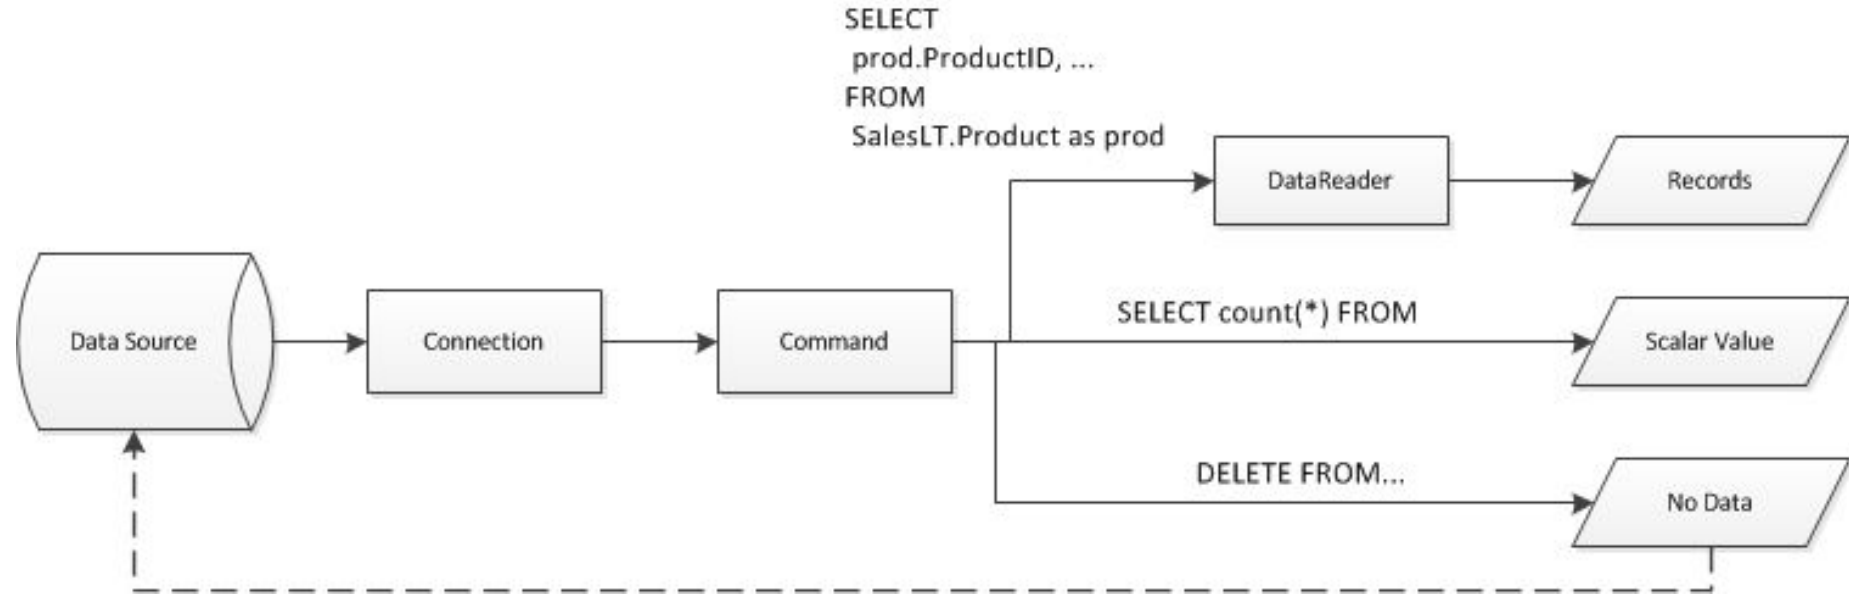 SELECT
prod.ProductID, ...
FROM
SalesLT.Product as prod
DataReader
Records
SELECT count(*) FROM
Data Source
Connection
Command
Scalar Value
DELETE FROM...
No Data